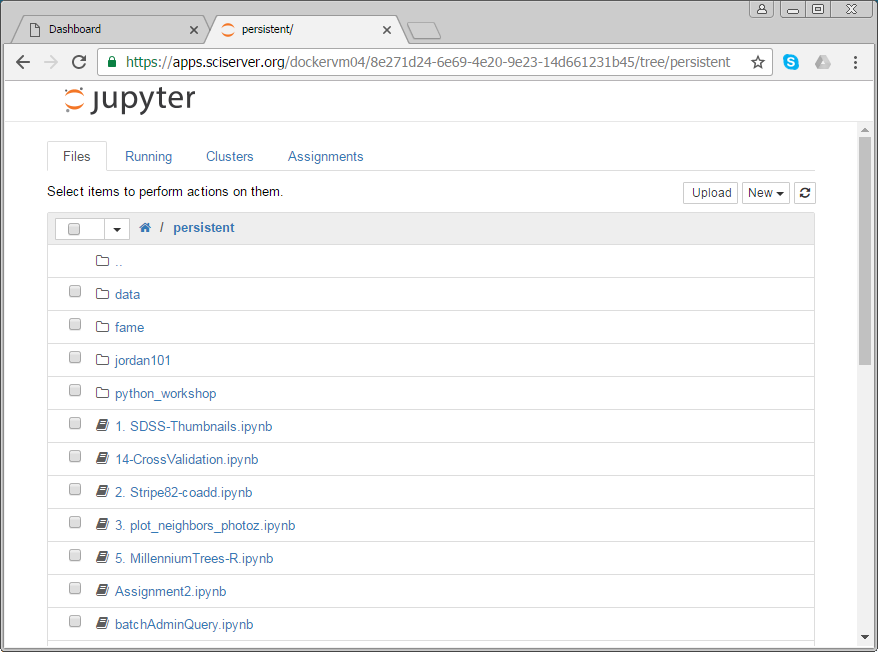 Dashboard
persistent/
https://apps.sciserver.org/dockervm04/8e271d24-6e69-4e20-9e23-14d661231b45/tree/persistent
jupyter
Files Running Clusters Assignments
Select items to perform actions on them.
Upload New
/ persistent
..
data
fame
jordan101
python_workshop
1. SDSS-Thumbnails.ipynb
14-CrossValidation.ipynb
2. Stripe82-coadd.ipynb
3. plot_neighbors_photoz.ipynb
5. MillenniumTrees-R.ipynb
Assignment2.ipynb
batchAdminQuery.ipynb